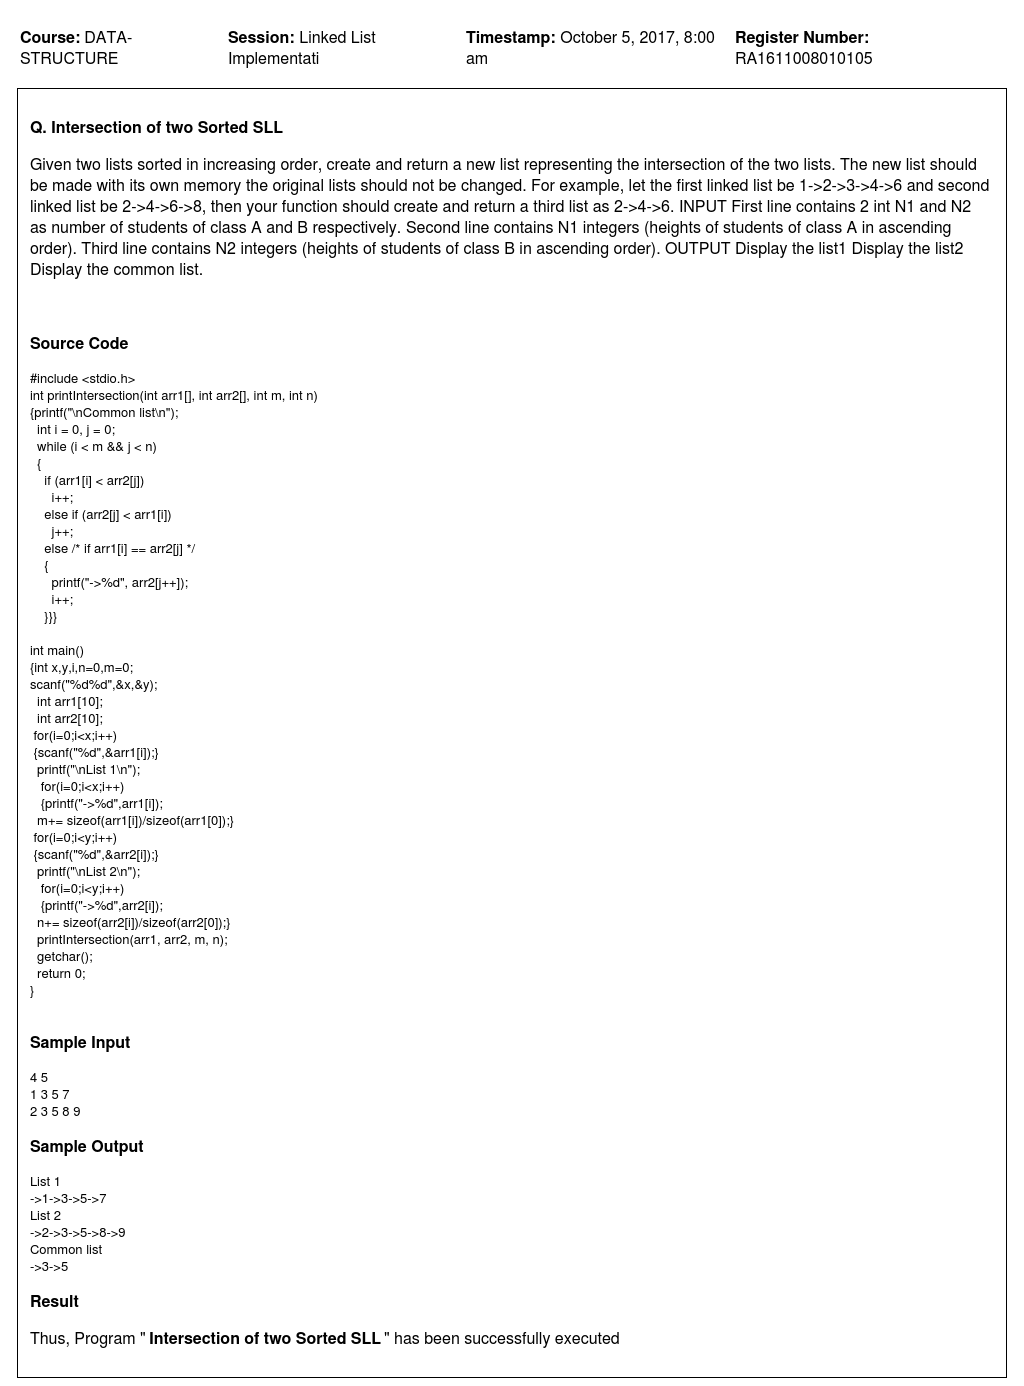 Course: DATA-STRUCTURE
Session: Linked List Implementati
Timestamp: October 5, 2017, 8:00 am
Register Number: RA1611008010105
Q. Intersection of two Sorted SLL
Given two lists sorted in increasing order, create and return a new list representing the intersection of the two lists. The new list should
be made with its own memory the original lists should not be changed. For example, let the first linked list be 1->2->3->4->6 and second
linked list be 2->4->6->8, then your function should create and return a third list as 2->4->6. INPUT First line contains 2 int N1 and N2
as number of students of class A and B respectively. Second line contains N1 integers (heights of students of class A in ascending
order). Third line contains N2 integers (heights of students of class B in ascending order). OUTPUT Display the list1 Display the list2
Display the common list.
Source Code
#include <stdio.h>
int printIntersection(int arr1[], int arr2[], int m, int n)
{printf("\nCommon list\n");
int i = 0, j = 0;
while (i < m && j < n)
{
if (arr1[i] < arr2[j])
i++;
else if (arr2[j] < arr1[i])
j++;
else /* if arr1[i] == arr2[j] */
{
printf("->%d", arr2[j++]);
i++;
}}}
int main()
{int x,y,i,n=0,m=0;
scanf("%d%d",&x,&y);
int arr1[10];
int arr2[10];
for(i=0;i<x;i++)
{scanf("%d",&arr1[i]);}
printf("\nList 1\n");
for(i=0;i<x;i++)
{printf("->%d",arr1[i]);
m+= sizeof(arr1[i])/sizeof(arr1[0]);}
for(i=0;i<y;i++)
{scanf("%d",&arr2[i]);}
printf("\nList 2\n");
for(i=0;i<y;i++)
{printf("->%d",arr2[i]);
n+= sizeof(arr2[i])/sizeof(arr2[0]);}
printIntersection(arr1, arr2, m, n);
getchar();
return 0;
}
Sample Input
4 5
1 3 5 7
2 3 5 8 9
Sample Output
List 1
->1->3->5->7
List 2
->2->3->5->8->9
Common list
->3->5
Result
Thus, Program " Intersection of two Sorted SLL " has been successfully executed